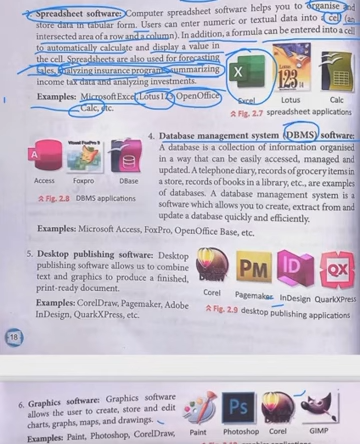 Spreadsheet software: Computer spreadsheet software helps you to organise and
store data in tabular form. Users can enter numeric or textual data into a cell (an
intersected area of a row and a column). In addition, a formula can be entered into a cell
to automatically calculate and display a value in
the cell. Spreadsheets are also used for forecasting
sales, analyzing insurance programs, summarizing
income tax data and analyzing investments.
Examples: Microsoft Excel, Lotus 123, OpenOffice
Calc, etc.
Excel Lotus Calc
Fig. 2.7 spreadsheet applications
4. Database management system (DBMS) software:
A database is a collection of information organised
in a way that can be easily accessed, managed and
updated. A telephone diary, records of grocery items in
a store, records of books in a library, etc., are examples
of databases. A database management system is a
software which allows you to create, extract from and
update a database quickly and efficiently.
Visual FoxPro
Access Foxpro DBase
Fig. 2.8 DBMS applications
Examples: Microsoft Access, FoxPro, OpenOffice Base, etc.
5. Desktop publishing software: Desktop
publishing software allows us to combine
text and graphics to produce a finished,
print-ready document.
Examples: CorelDraw, Pagemaker, Adobe
InDesign, QuarkXPress, etc.
PM ID QX
Corel Pagemaker InDesign QuarkXPress
Fig. 2.9 desktop publishing applications
18
6. Graphics software: Graphics software
allows the user to create, store and edit
charts, graphs, maps, and drawings.
Examples: Paint, Photoshop, CorelDraw,
Ps
Paint Photoshop Corel GIMP